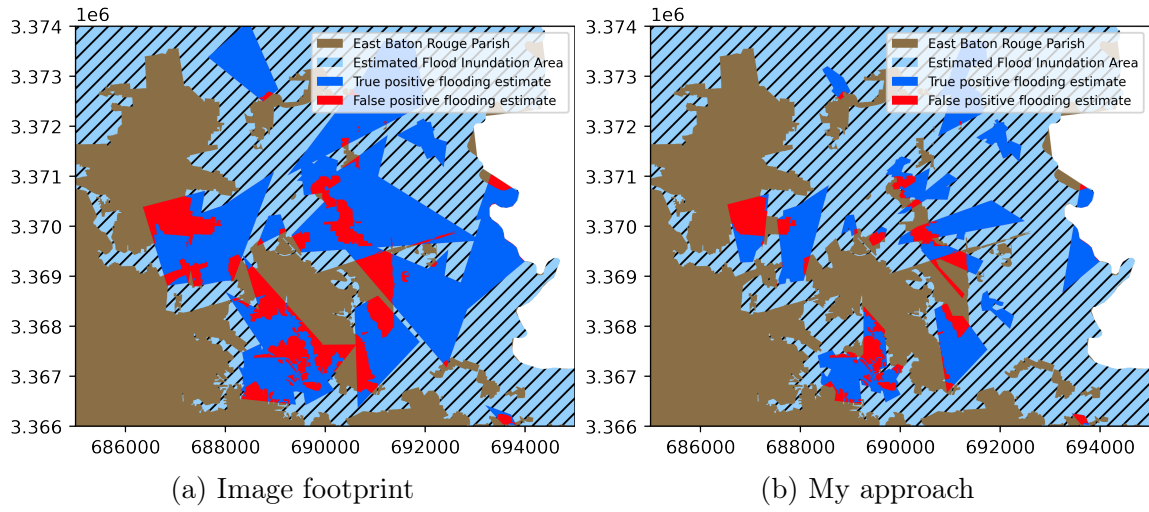 1e6
3.374
3.373
3.372
3.371
3.370
3.369
3.368
3.367
3.366
686000 688000 690000 692000 694000
East Baton Rouge Parish
Estimated Flood Inundation Area
True positive flooding estimate
False positive flooding estimate
(a) Image footprint
1e6
3.374
3.373
3.372
3.371
3.370
3.369
3.368
3.367
3.366
686000 688000 690000 692000 694000
East Baton Rouge Parish
Estimated Flood Inundation Area
True positive flooding estimate
False positive flooding estimate
(b) My approach